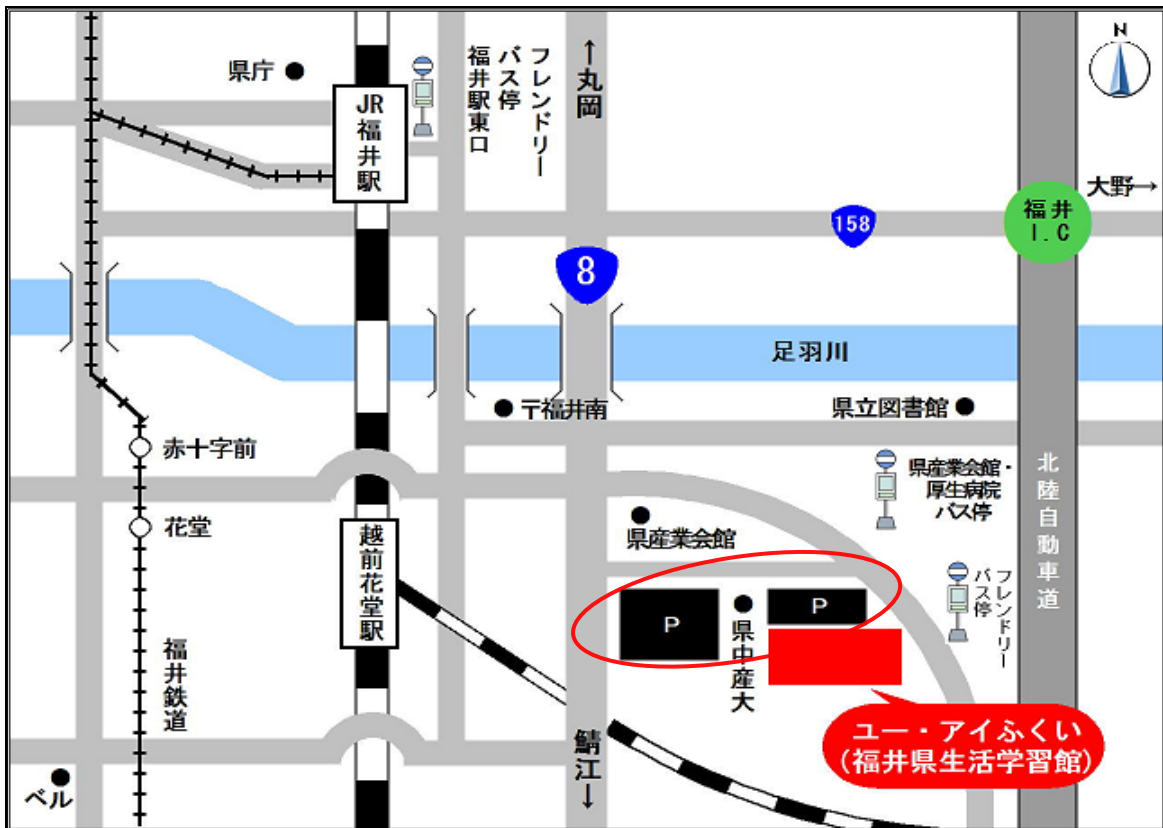 県庁
JR福井駅
福井駅東口
バス停
フレンドリー
↑丸岡
N
大野→
福井
I.C
158
8
足羽川
〒福井南
県立図書館
赤十字前
県産業会館・
厚生病院
バス停
北陸自動車道
花堂
県産業会館
越前花堂駅
フレンドリー
バス停
P
P
県中産大
福井鉄道
ユー・アイふくい
(福井県生活学習館)
鯖江↓
ベル